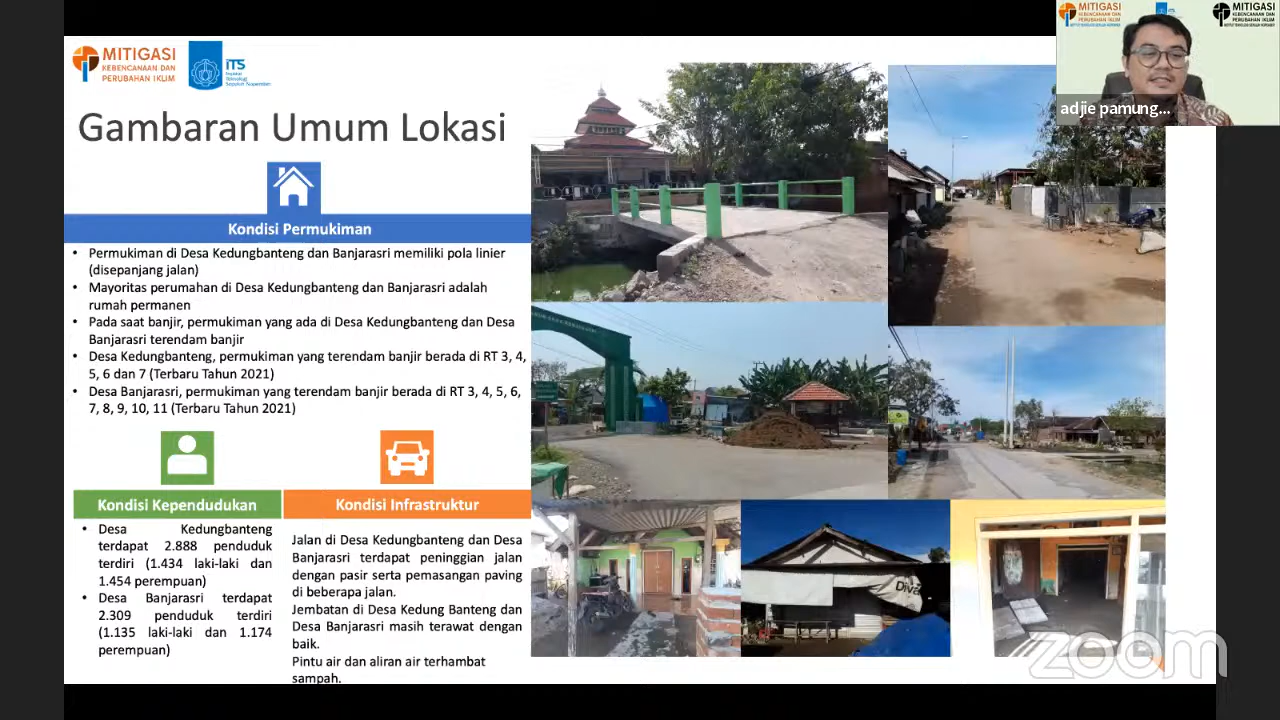 MITIGASI
KEBENCANAAN DAN
PERUBAHAN IKLIM
ITS
Institut
Teknologi
Sepuluh Nopember
Gambaran Umum Lokasi
Kondisi Permukiman
• Permukiman di Desa Kedungbanteng dan Banjarasri memiliki pola linier
(disepanjang jalan)
• Mayoritas perumahan di Desa Kedungbanteng dan Banjarasri adalah
rumah permanen
• Pada saat banjir, permukiman yang ada di Desa Kedungbanteng dan Desa
Banjarasri terendam banjir
• Desa Kedungbanteng, permukiman yang terendam banjir berada di RT 3, 4,
5, 6 dan 7 (Terbaru Tahun 2021)
• Desa Banjarasri, permukiman yang terendam banjir berada di RT 3, 4, 5, 6,
7, 8, 9, 10, 11 (Terbaru Tahun 2021)
Kondisi Kependudukan
• Desa Kedungbanteng
terdapat 2.888 penduduk
terdiri (1.434 laki-laki dan
1.454 perempuan)
• Desa Banjarasri terdapat
2.309 penduduk terdiri
(1.135 laki-laki dan 1.174
perempuan)
Kondisi Infrastruktur
Jalan di Desa Kedungbanteng dan Desa
Banjarasri terdapat peninggian jalan
dengan pasir serta pemasangan paving
di beberapa jalan.
Jembatan di Desa Kedung Banteng dan
Desa Banjarasri masih terawat dengan
baik.
Pintu air dan aliran air terhambat
sampah.
MITIGASI
KEBENCANAAN DAN
PERUBAHAN IKLIM
MITIGASI
KEBENCANAAN DAN
PERUBAHAN IKLIM
adjie pamung...
zoom